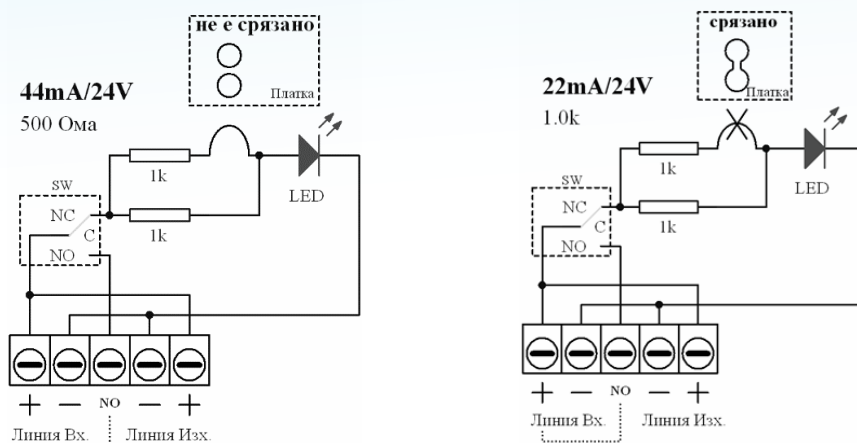 не е срязано
Платка
44mA/24V
500 Ома
1k
LED
SW
NC
C
1k
NO
+ − NO − +
Линия Вх. Линия Изх.
срязано
Платка
22mA/24V
1.0k
1k
LED
SW
NC
C
1k
NO
+ − NO − +
Линия Вх. Линия Изх.